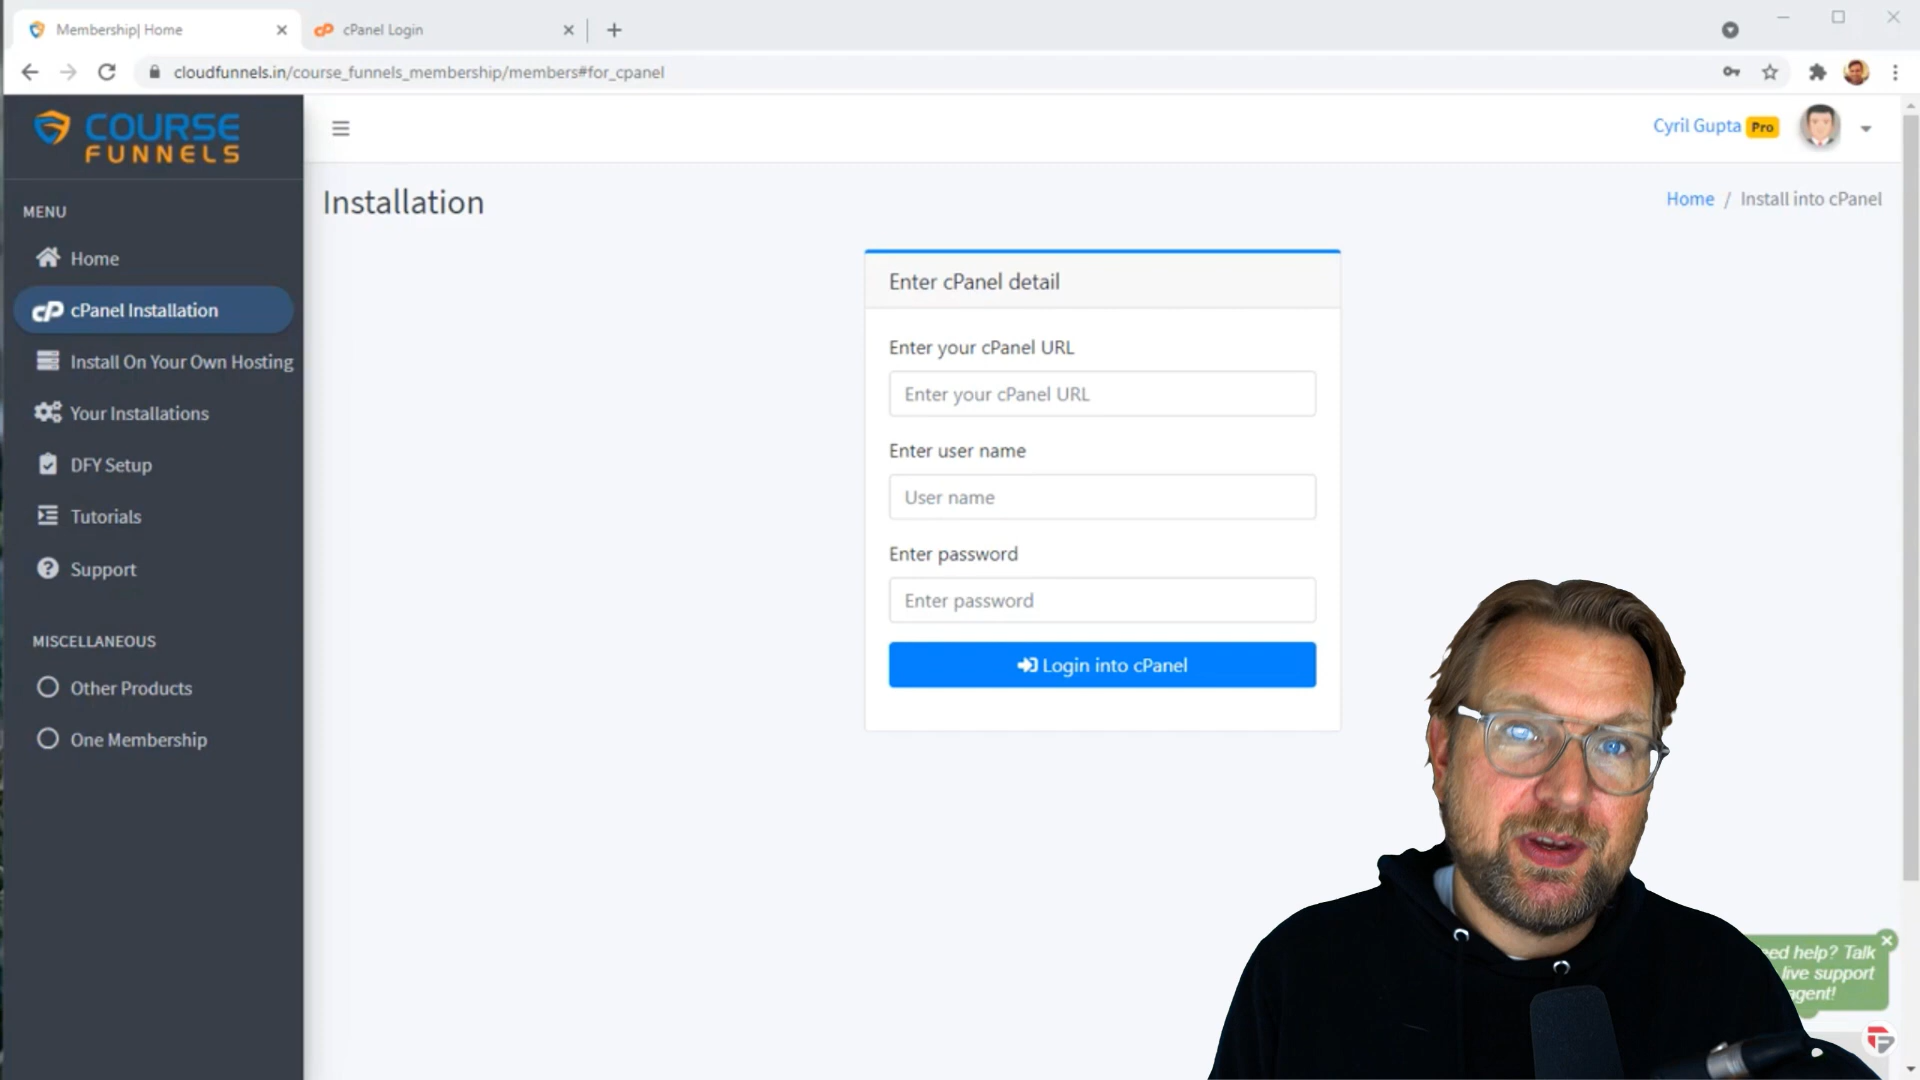 Membership| Home
cPanel Login
cloudfunnels.in/course_funnels_membership/members#for_cpanel
COURSE
FUNNELS
Cyril Gupta Pro
MENU
Home
cPanel Installation
Install On Your Own Hosting
Your Installations
DFY Setup
Tutorials
Support
MISCELLANEOUS
Other Products
One Membership
Installation
Home / Install into cPanel
Enter cPanel detail
Enter your cPanel URL
Enter your cPanel URL
Enter user name
User name
Enter password
Enter password
Login into cPanel
help? Talk
live support
agent!